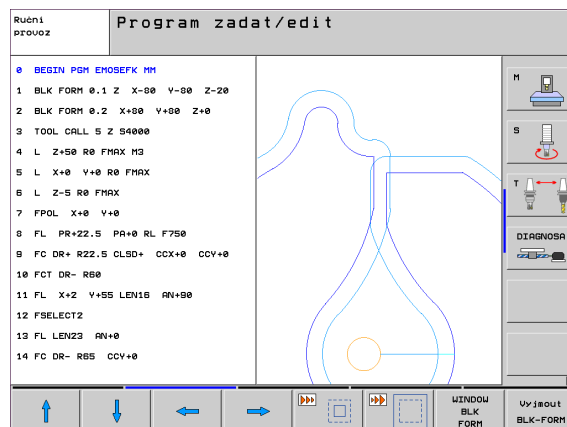 Ruční
provoz
Program zadat/edit
0 BEGIN PGM EMOSEFK MM
1 BLK FORM 0.1 Z X-80 Y-80 Z-20
2 BLK FORM 0.2 X+80 Y+80 Z+0
3 TOOL CALL 5 Z S4000
4 L Z+50 R0 FMAX M3
5 L X+0 Y+0 R0 FMAX
6 L Z-5 R0 FMAX
7 FPOL X+0 Y+0
8 FL PR+22.5 PA+0 RL F750
9 FC DR+ R22.5 CLSD+ CCX+0 CCY+0
10 FCT DR- R60
11 FL X+2 Y+55 LEN16 AN+90
12 FSELECT2
13 FL LEN23 AN+0
14 FC DR- R65 CCY+0
M
S
T
DIAGNOSA
WINDOW
BLK
FORM
Vyjmout
BLK-FORM